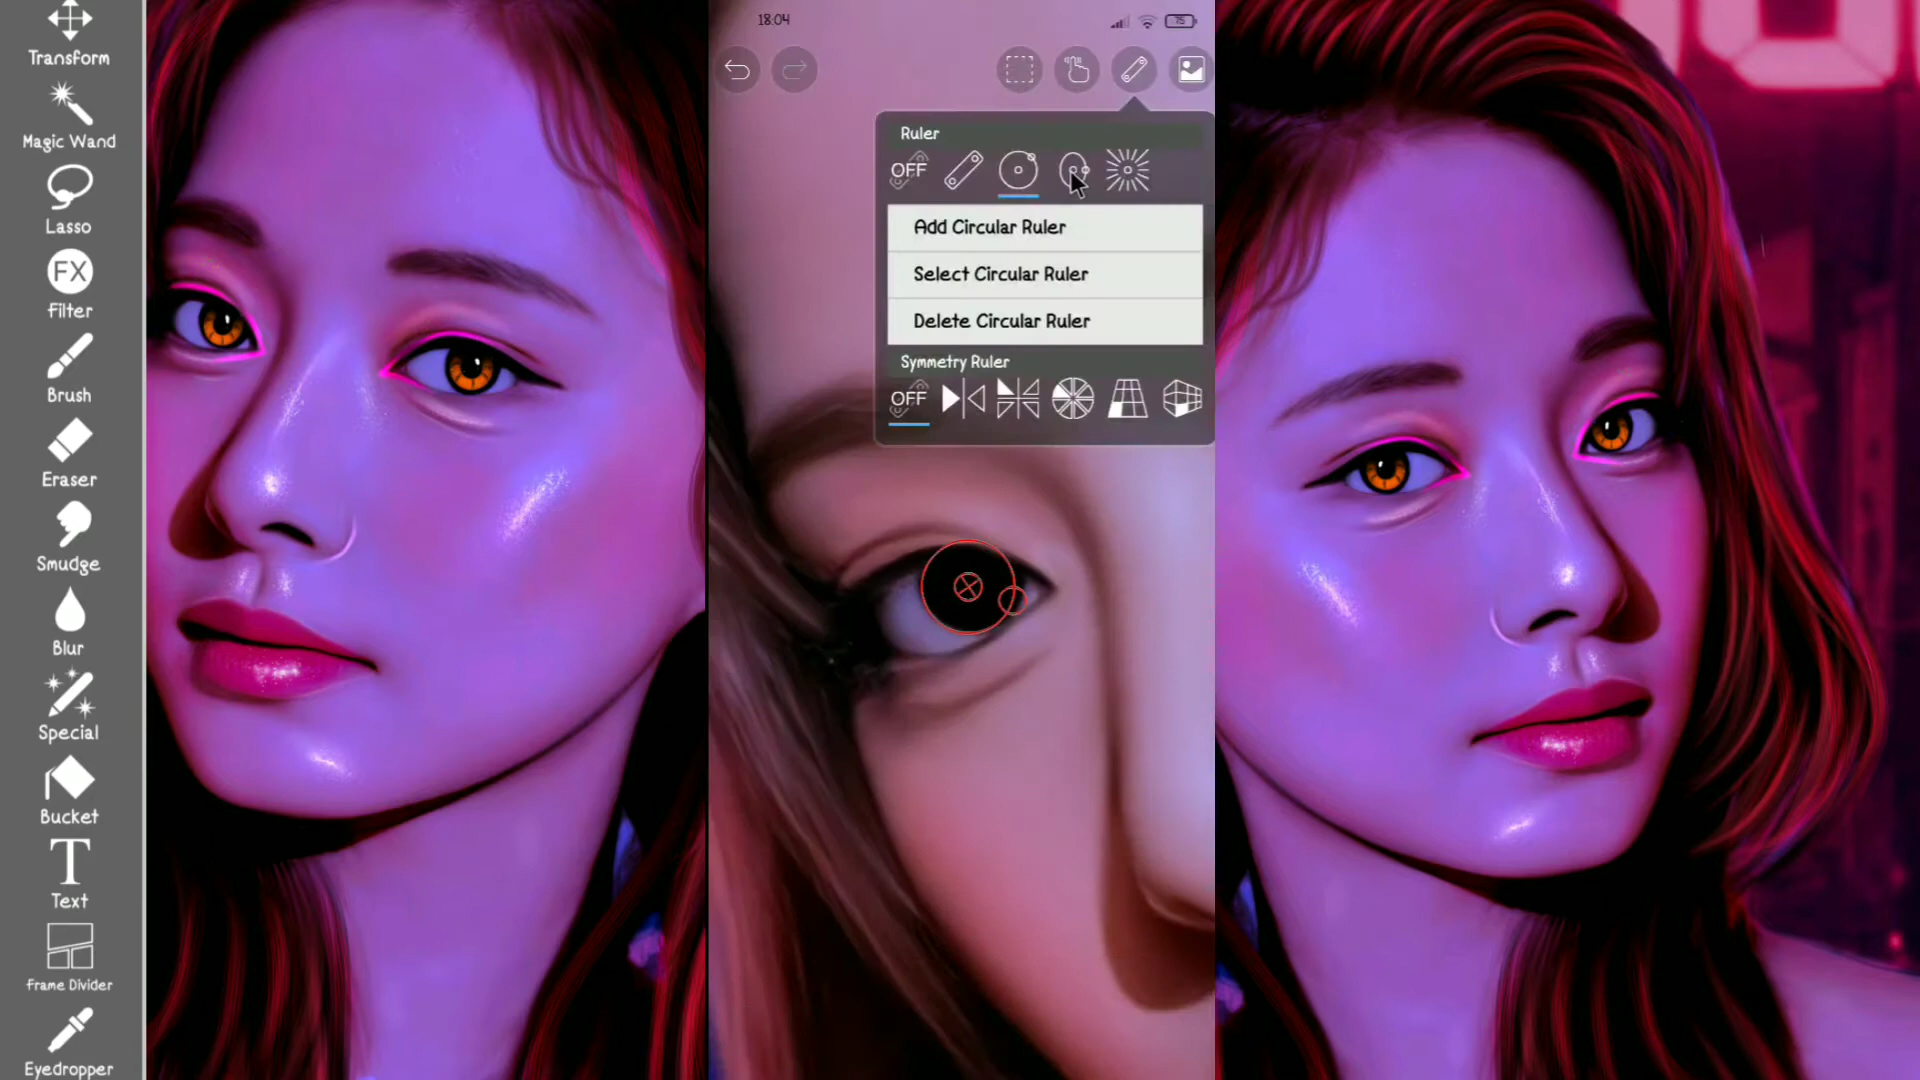 Transform
Magic Wand
Lasso
FX
Filter
Brush
Eraser
Smudge
Blur
Special
Bucket
T
Text
Frame Divider
Eyedropper
18:04
75
Ruler
OFF
Add Circular Ruler
Select Circular Ruler
Delete Circular Ruler
Symmetry Ruler
OFF